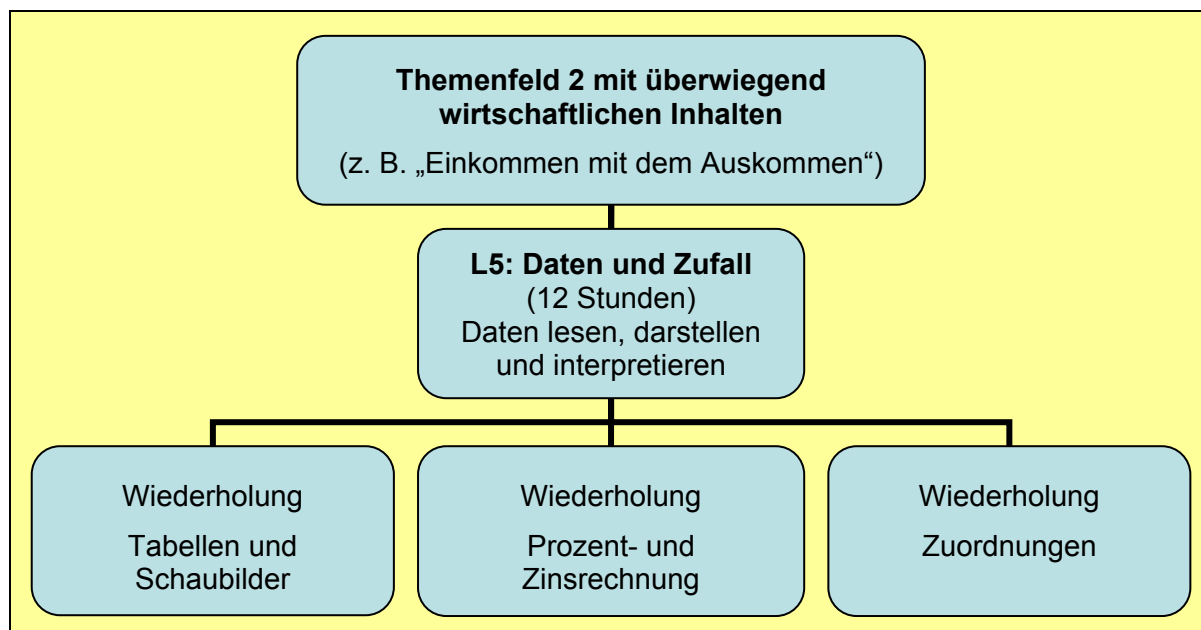 Themenfeld 2 mit überwiegend
wirtschaftlichen Inhalten
(z. B. „Einkommen mit dem Auskommen“)
L5: Daten und Zufall
(12 Stunden)
Daten lesen, darstellen
und interpretieren
Wiederholung
Tabellen und
Schaubilder
Wiederholung
Prozent- und
Zinsrechnung
Wiederholung
Zuordnungen